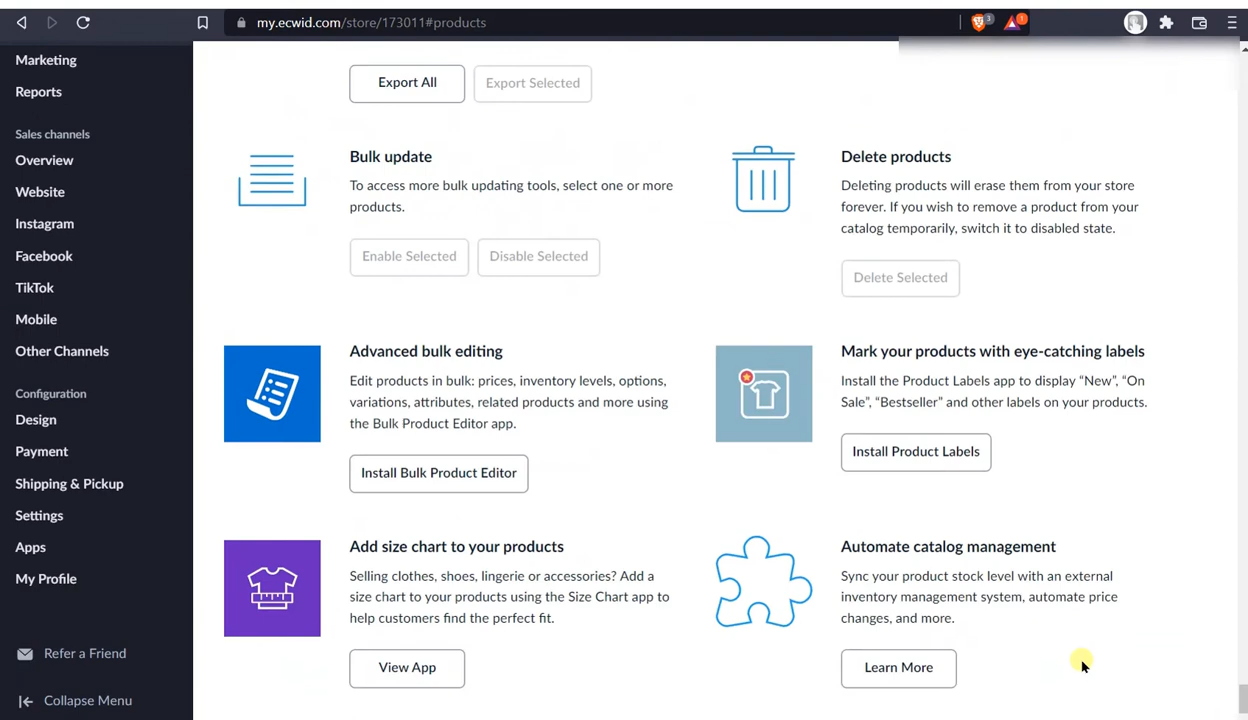 my.ecwid.com/store/173011#products
3
1
Marketing
Reports
Sales channels
Overview
Website
Instagram
Facebook
TikTok
Mobile
Other Channels
Configuration
Design
Payment
Shipping & Pickup
Settings
Apps
My Profile
Refer a Friend
Collapse Menu
Export All
Export Selected
Bulk update
To access more bulk updating tools, select one or more
products.
Enable Selected
Disable Selected
Delete products
Deleting products will erase them from your store
forever. If you wish to remove a product from your
catalog temporarily, switch it to disabled state.
Delete Selected
Advanced bulk editing
Edit products in bulk: prices, inventory levels, options,
variations, attributes, related products and more using
the Bulk Product Editor app.
Install Bulk Product Editor
Mark your products with eye-catching labels
Install the Product Labels app to display “New”, “On
Sale”, “Bestseller” and other labels on your products.
Install Product Labels
Add size chart to your products
Selling clothes, shoes, lingerie or accessories? Add a
size chart to your products using the Size Chart app to
help customers find the perfect fit.
View App
Automate catalog management
Sync your product stock level with an external
inventory management system, automate price
changes, and more.
Learn More